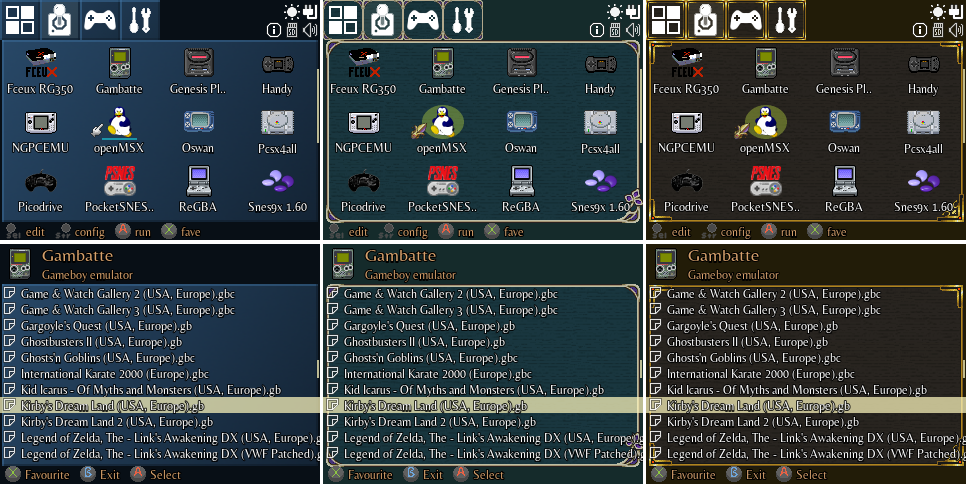 FCEUX FCEUX FCEUX
Fceux RG350 Gambatte Genesis Pl.. Handy Fceux RG350 Gambatte Genesis Pl.. Handy Fceux RG350 Gambatte Genesis Pl.. Handy
NGPCEMU openMSX Oswan Pcsx4all NGPCEMU openMSX Oswan Pcsx4all NGPCEMU openMSX Oswan Pcsx4all
PSNES PSNES PSNES
Picodrive PocketSNES.. ReGBA Snes9x 1.60 Picodrive PocketSNES.. ReGBA Snes9x 1.60 Picodrive PocketSNES.. ReGBA Snes9x 1.60
edit config A run X fave edit config A run X fave edit config A run X fave
Gambatte Gambatte Gambatte
Gameboy emulator Gameboy emulator Gameboy emulator
Game & Watch Gallery 2 (USA, Europe).gbc Game & Watch Gallery 2 (USA, Europe).gbc Game & Watch Gallery 2 (USA, Europe).gbc
Game & Watch Gallery 3 (USA, Europe).gbc Game & Watch Gallery 3 (USA, Europe).gbc Game & Watch Gallery 3 (USA, Europe).gbc
Gargoyle's Quest (USA, Europe).gb Gargoyle's Quest (USA, Europe).gb Gargoyle's Quest (USA, Europe).gb
Ghostbusters II (USA, Europe).gb Ghostbusters II (USA, Europe).gb Ghostbusters II (USA, Europe).gb
Ghosts'n Goblins (USA, Europe).gbc Ghosts'n Goblins (USA, Europe).gbc Ghosts'n Goblins (USA, Europe).gbc
International Karate 2000 (Europe).gbc International Karate 2000 (Europe).gbc International Karate 2000 (Europe).gbc
Kid Icarus - Of Myths and Monsters (USA, Europe).gb Kid Icarus - Of Myths and Monsters (USA, Europe).gb Kid Icarus - Of Myths and Monsters (USA, Europe).gb
Kirby's Dream Land (USA, Europe).gb Kirby's Dream Land (USA, Europe).gb Kirby's Dream Land (USA, Europe).gb
Kirby's Dream Land 2 (USA, Europe).gb Kirby's Dream Land 2 (USA, Europe).gb Kirby's Dream Land 2 (USA, Europe).gb
Legend of Zelda, The - Link's Awakening DX (USA, Europe).g Legend of Zelda, The - Link's Awakening DX (USA, Europe).g Legend of Zelda, The - Link's Awakening DX (USA, Europe).g
Legend of Zelda, The - Link's Awakening DX (VWF Patched).g Legend of Zelda, The - Link's Awakening DX (VWF Patched).g Legend of Zelda, The - Link's Awakening DX (VWF Patched).g
X Favourite B Exit A Select X Favourite B Exit A Select X Favourite B Exit A Select